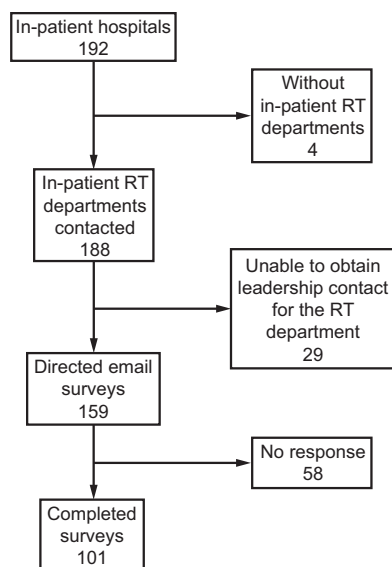 In-patient hospitals
192
Without
in-patient RT
departments
4
In-patient RT
departments
contacted
188
Unable to obtain
leadership contact
for the RT
department
29
Directed email
surveys
159
No response
58
Completed
surveys
101